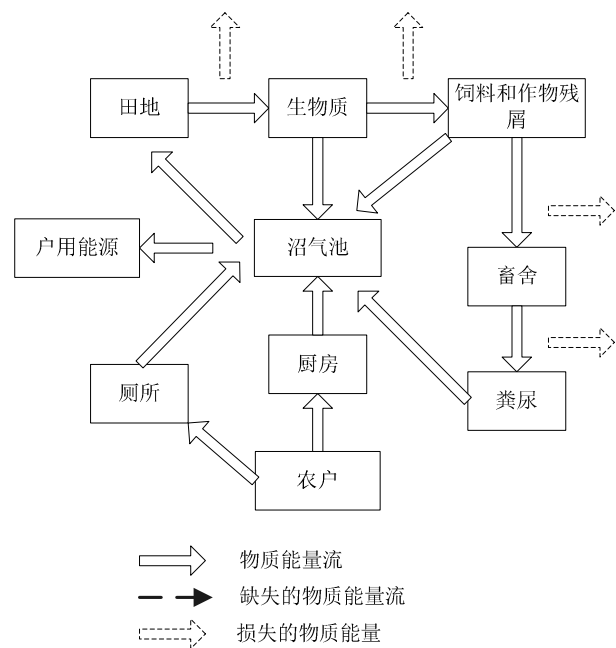 田地
生物质
饲料和作物残
屑
户用能源
沼气池
畜舍
厕所
厨房
粪尿
农户
物质能量流
缺失的物质能量流
损失的物质能量